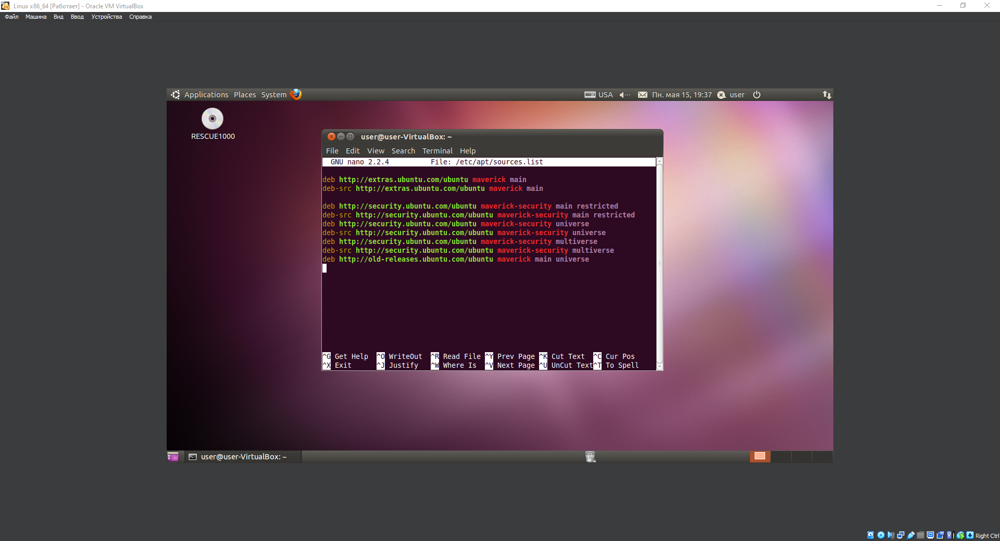 Linux x86_64 [Работает] - Oracle VM VirtualBox
Файл Машина Вид Ввод Устройства Справка
Applications Places System USA Пн. мая 15, 19:37 user
RESCUE1000
user@user-VirtualBox: ~
File Edit View Search Terminal Help
GNU nano 2.2.4 File: /etc/apt/sources.list
deb http://extras.ubuntu.com/ubuntu maverick main
deb-src http://extras.ubuntu.com/ubuntu maverick main
deb http://security.ubuntu.com/ubuntu maverick-security main restricted
deb-src http://security.ubuntu.com/ubuntu maverick-security main restricted
deb http://security.ubuntu.com/ubuntu maverick-security universe
deb-src http://security.ubuntu.com/ubuntu maverick-security universe
deb http://security.ubuntu.com/ubuntu maverick-security multiverse
deb-src http://security.ubuntu.com/ubuntu maverick-security multiverse
deb http://old-releases.ubuntu.com/ubuntu maverick main universe
^G Get Help ^O WriteOut ^R Read File ^Y Prev Page ^K Cut Text ^C Cur Pos
^X Exit ^J Justify ^W Where Is ^V Next Page ^U UnCut Text ^T To Spell
user@user-VirtualBox: ~
Right Ctrl